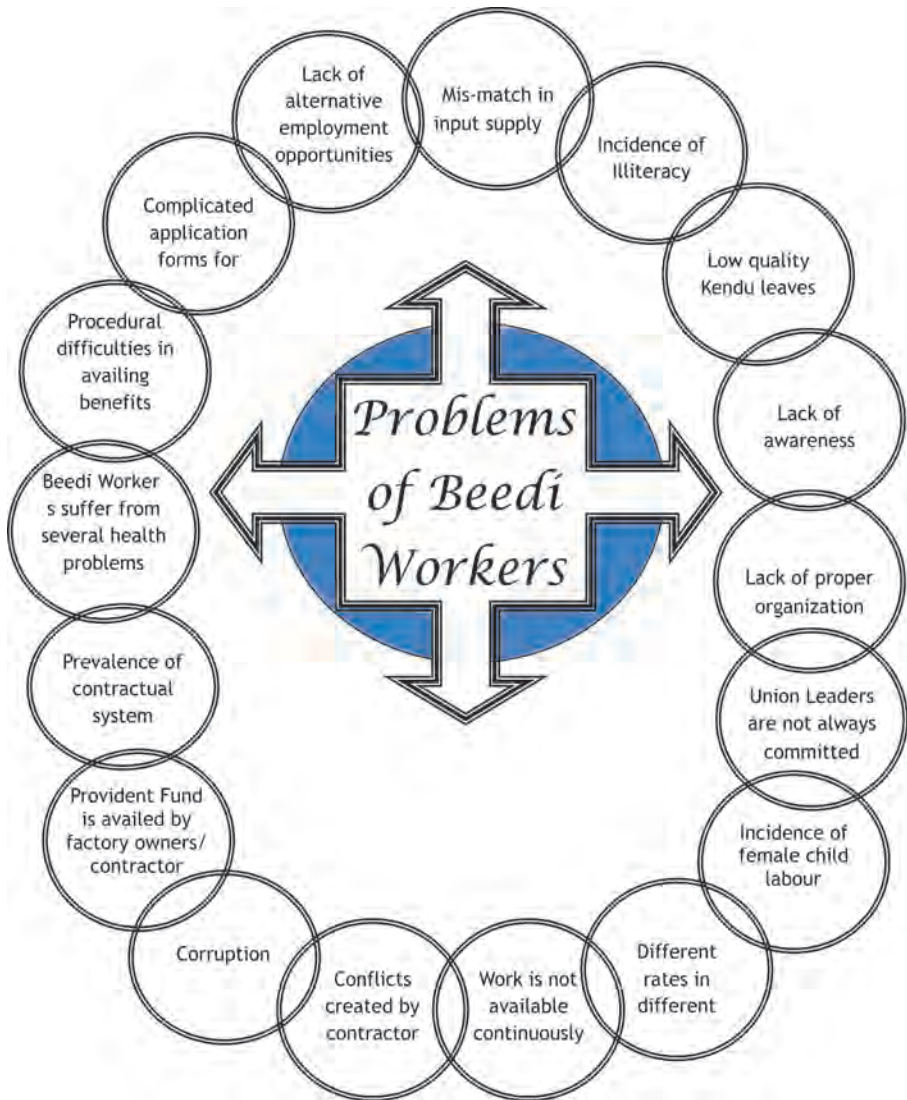 Problems
of Beedi
Workers
Mis-match in
input supply
Incidence of
Illiteracy
Low quality
Kendu leaves
Lack of
awareness
Lack of proper
organization
Union Leaders
are not always
committed
Incidence of
female child
labour
Different
rates in
different
Work is not
available
continuously
Conflicts
created by
contractor
Corruption
Provident Fund
is availed by
factory owners/
contractor
Prevalence of
contractual
system
Beedi Worker
s suffer from
several health
problems
Procedural
difficulties in
availing
benefits
Complicated
application
forms for
Lack of
alternative
employment
opportunities